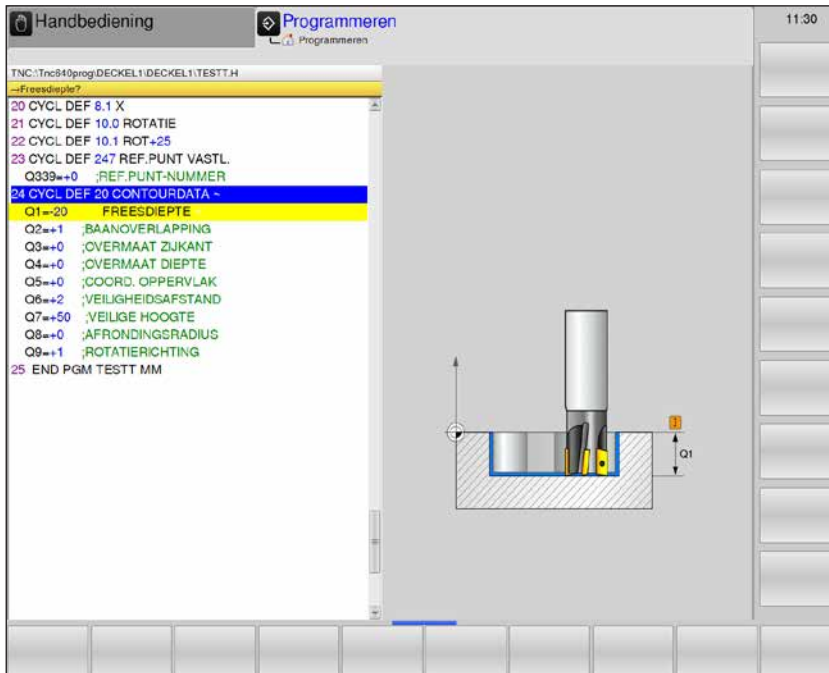 Handbediening
Programmeren
Programmeren
11:30
TNC:\Tnc640prog\DECKEL1\DECKEL1\TESTT.H
→Freesdiepte?
20 CYCL DEF 8.1 X
21 CYCL DEF 10.0 ROTATIE
22 CYCL DEF 10.1 ROT+25
23 CYCL DEF 247 REF.PUNT VASTL.
Q339=+0 ;REF.PUNT-NUMMER
24 CYCL DEF 20 CONTOURDATA ~
Q1=-20 FREESDIEPTE
Q2=+1 ;BAANOVERLAPPING
Q3=+0 ;OVERMAAT ZIJKANT
Q4=+0 ;OVERMAAT DIEPTE
Q5=+0 ;COORD. OPPERVLAK
Q6=+2 ;VEILIGHEIDSAFSTAND
Q7=+50 ;VEILIGE HOOGTE
Q8=+0 ;AFRONDINGSRADIUS
Q9=+1 ;ROTATIERICHTING
25 END PGM TESTT MM
Q1